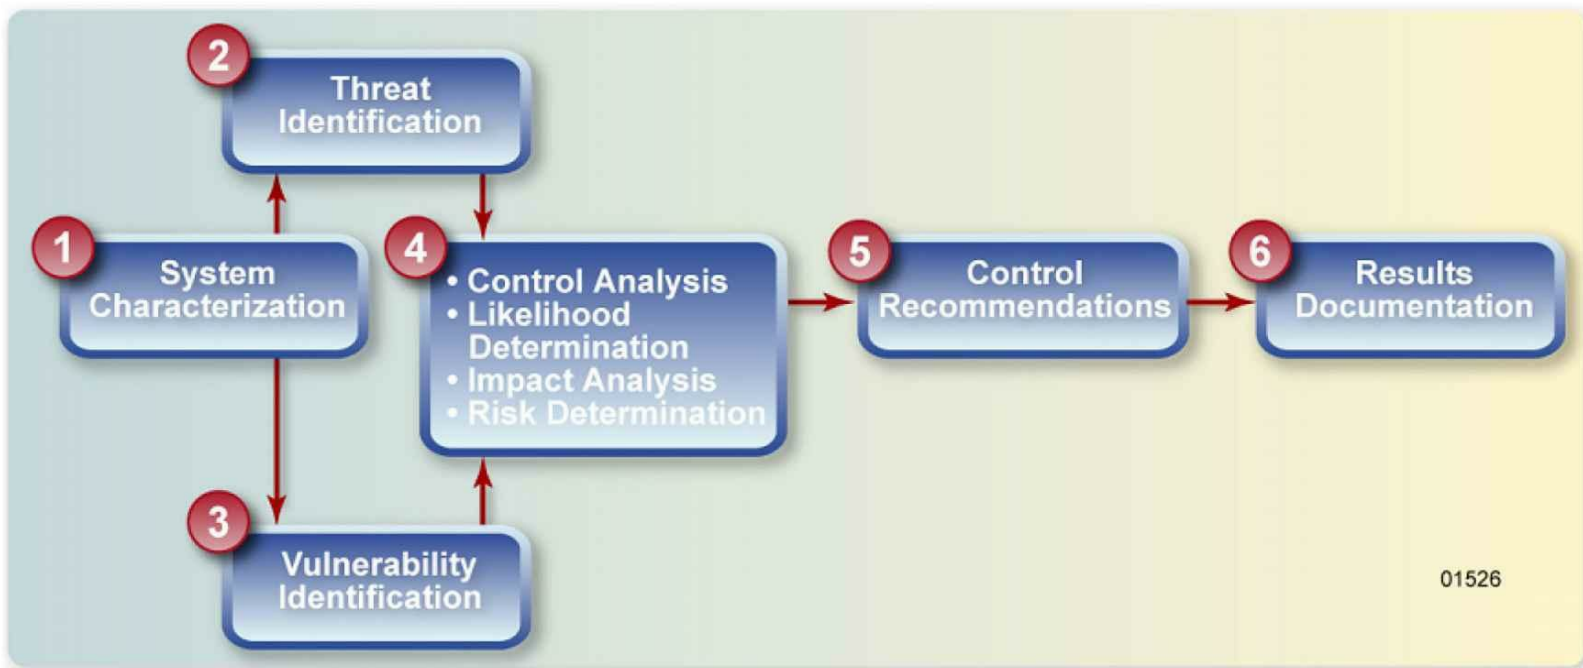 2
Threat
Identification
1
System
Characterization
4
• Control Analysis
• Likelihood
Determination
• Impact Analysis
• Risk Determination
5
Control
Recommendations
6
Results
Documentation
3
Vulnerability
Identification
01526